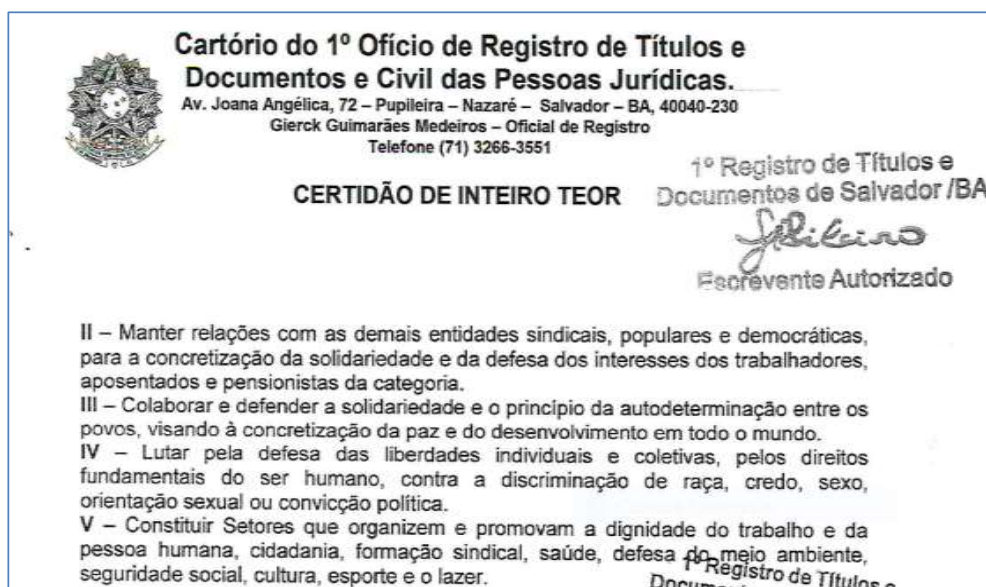 Cartório do 1º Ofício de Registro de Títulos e
Documentos e Civil das Pessoas Jurídicas.
Av. Joana Angélica, 72 – Pupileira – Nazaré – Salvador – BA, 40040-230
Gierck Guimarães Medeiros – Oficial de Registro
Telefone (71) 3266-3551
1º Registro de Títulos e
CERTIDÃO DE INTEIRO TEOR
Documentos de Salvador /BA
Escrevente Autorizado
II – Manter relações com as demais entidades sindicais, populares e democráticas,
para a concretização da solidariedade e da defesa dos interesses dos trabalhadores,
aposentados e pensionistas da categoria.
III – Colaborar e defender a solidariedade e o princípio da autodeterminação entre os
povos, visando à concretização da paz e do desenvolvimento em todo o mundo.
IV – Lutar pela defesa das liberdades individuais e coletivas, pelos direitos
fundamentais do ser humano, contra a discriminação de raça, credo, sexo,
orientação sexual ou convicção política.
V – Constituir Setores que organizem e promovam a dignidade do trabalho e da
pessoa humana, cidadania, formação sindical, saúde, defesa do meio ambiente,
seguridade social, cultura, esporte e o lazer.
1º Registro de Títulos e